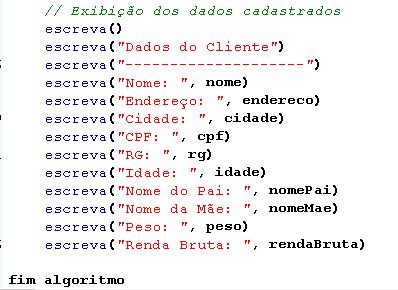 // Exibição dos dados cadastrados
escreva()
escreva("Dados do Cliente")
escreva("--------------------")
escreva("Nome: ", nome)
escreva("Endereço: ", endereco)
escreva("Cidade: ", cidade)
escreva("CPF: ", cpf)
escreva("RG: ", rg)
escreva("Idade: ", idade)
escreva("Nome do Pai: ", nomePai)
escreva("Nome da Mãe: ", nomeMae)
escreva("Peso: ", peso)
escreva("Renda Bruta: ", rendaBruta)
fim algoritmo